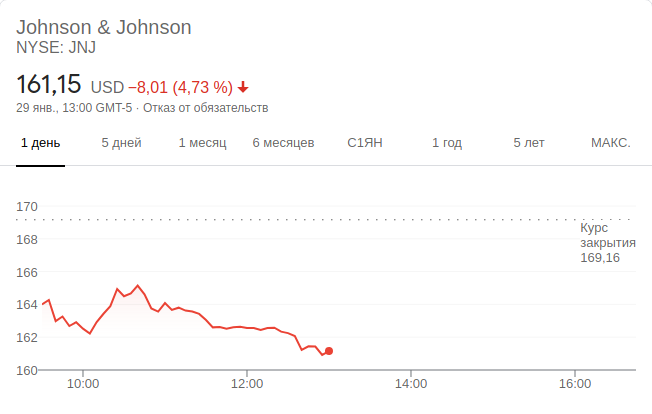 Johnson & Johnson
NYSE: JNJ
161,15 USD −8,01 (4,73 %)
29 янв., 13:00 GMT-5 · Отказ от обязательств
1 день 5 дней 1 месяц 6 месяцев С1ЯН 1 год 5 лет МАКС.
170
168
166
164
162
160
Курс
закрытия
169,16
10:00 12:00 14:00 16:00